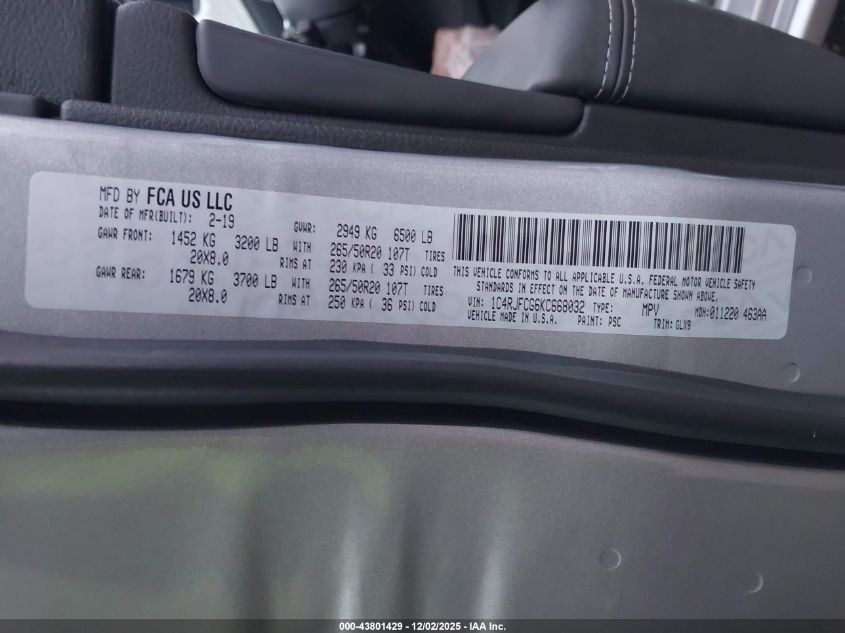 MFD BY FCA US LLC
DATE OF MFR(BUILT): 2-19 GVWR: 2949 KG 6500 LB
GAWR FRONT: 1452 KG 3200 LB WITH 265/50R20 107T TIRES
20X8.0 RIMS AT 230 KPA ( 33 PSI) COLD
GAWR REAR: 1679 KG 3700 LB WITH 265/50R20 107T TIRES
20X8.0 RIMS AT 250 KPA ( 36 PSI) COLD
THIS VEHICLE CONFORMS TO ALL APPLICABLE U.S.A. FEDERAL MOTOR VEHICLE SAFETY
STANDARDS IN EFFECT ON THE DATE OF MANUFACTURE SHOWN ABOVE.
VIN: 1C4RJFCG6KC668032 TYPE: MPV MDH:011220 463AA
VEHICLE MADE IN U.S.A. PAINT: PSC TRIM: GLX9
000-43801429 - 12/02/2025 - IAA Inc.